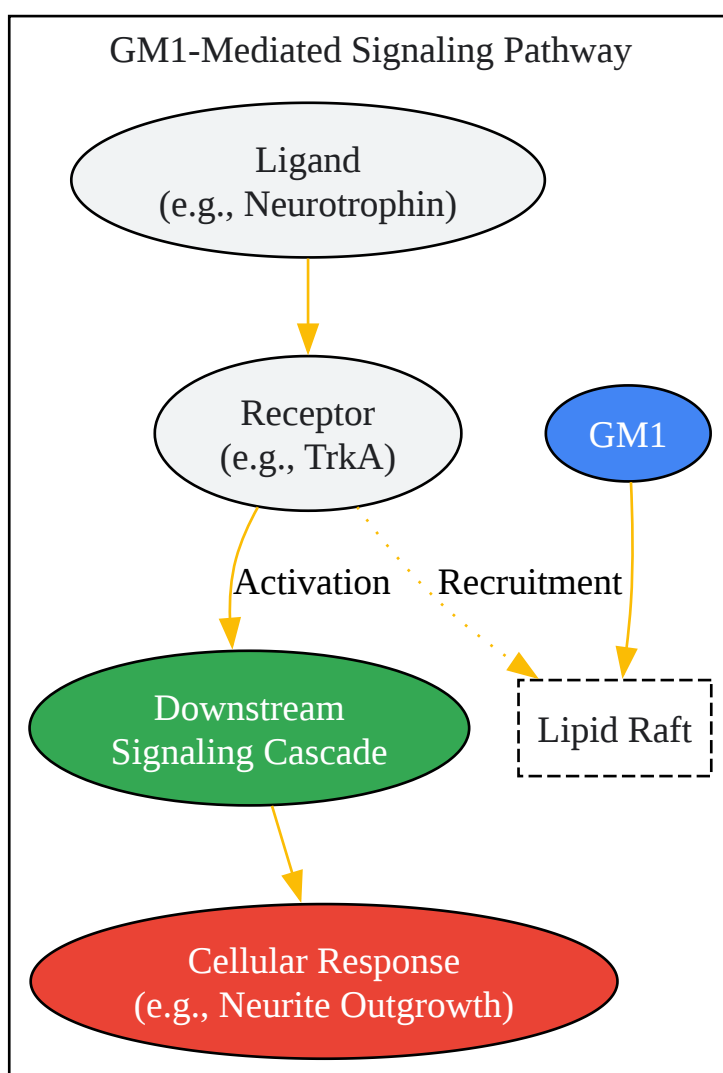 GM1-Mediated Signaling Pathway
Ligand
(e.g., Neurotrophin)
Receptor
(e.g., TrkA)
GM1
Activation
Recruitment
Downstream
Signaling Cascade
Lipid Raft
Cellular Response
(e.g., Neurite Outgrowth)